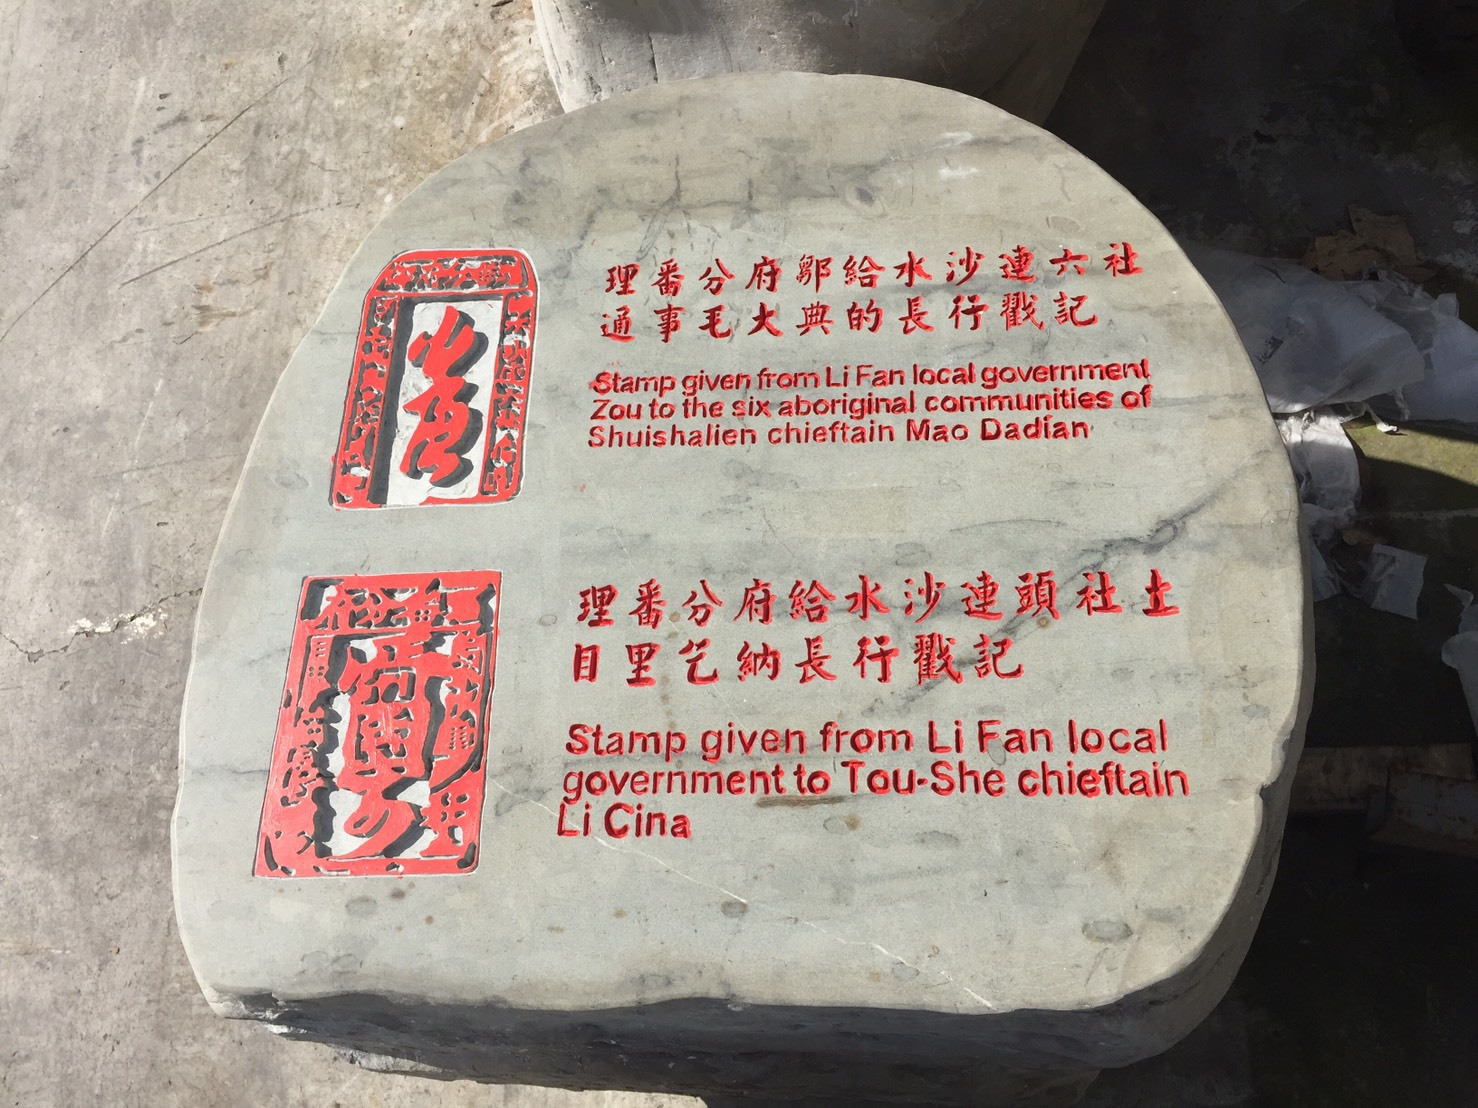 理番分府鄒給水沙連六社
通事毛大典的長行戳記
Stamp given from Li Fan local government
Zou to the six aboriginal communities of
Shuishalien chieftain Mao Dadian
理番分府給水沙連頭社土
目里乞納長行戳記
Stamp given from Li Fan local
government to Tou-She chieftain
Li Cina